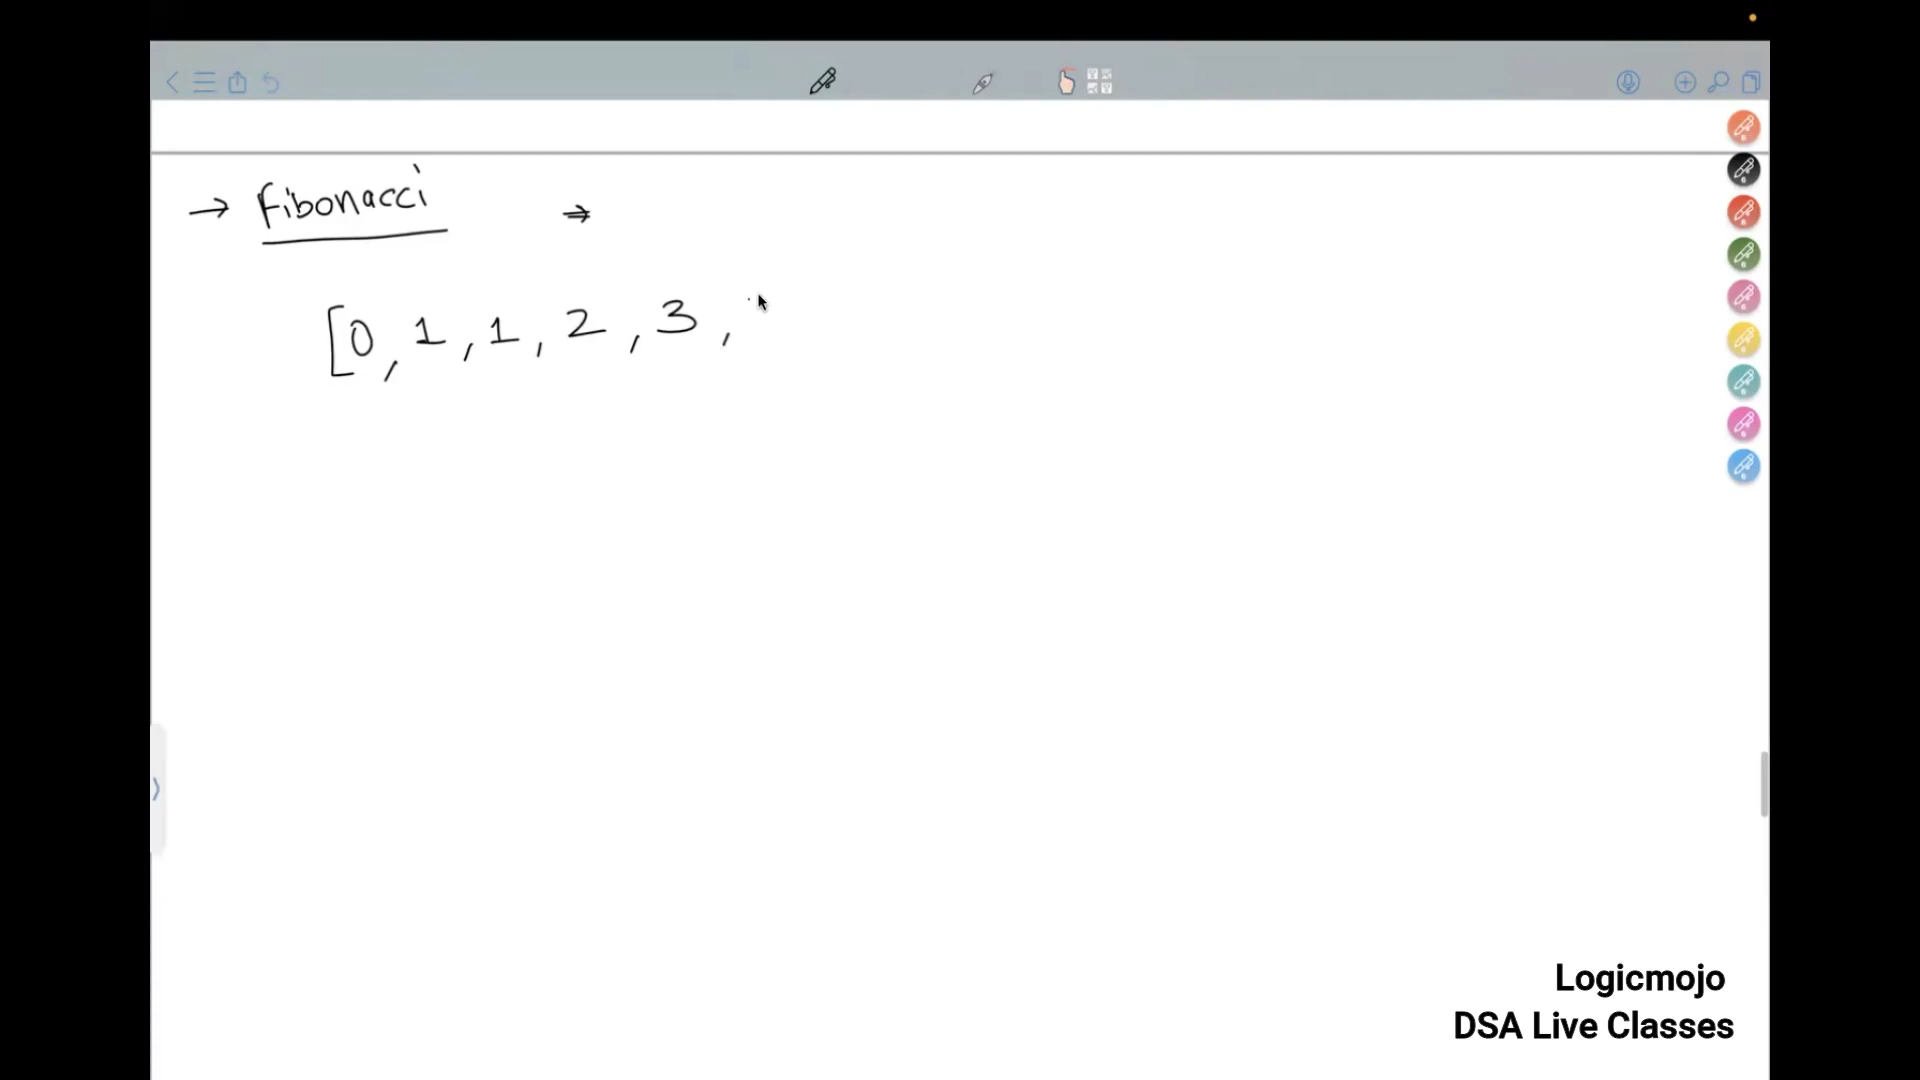 → Fibonacci ⇒
[0, 1, 1, 2, 3,
Logicmojo
DSA Live Classes